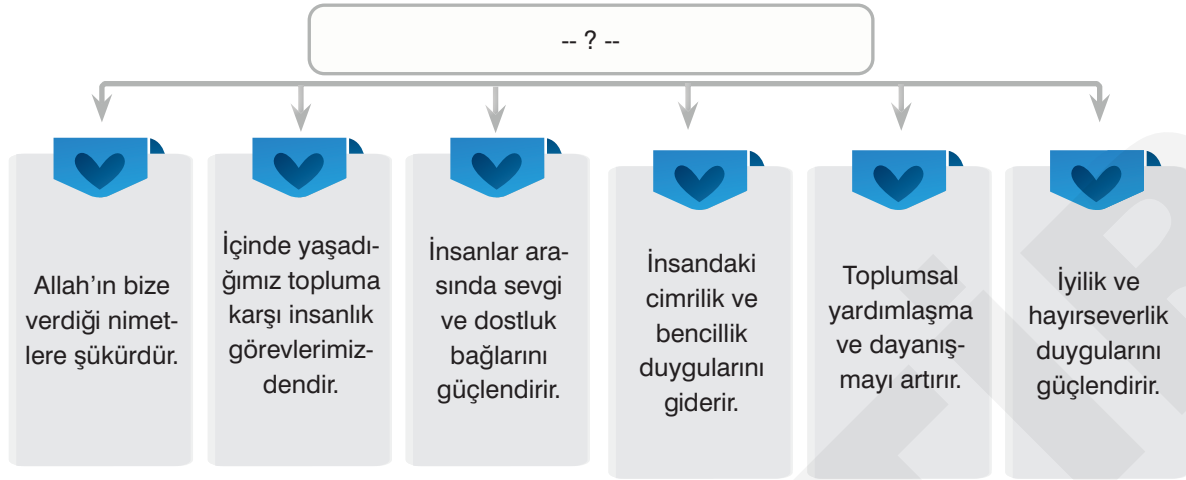 -- ? --
Allah’ın bize
verdiği nimet-
lere şükürdür.
İçinde yaşadı-
ğımız topluma
karşı insanlık
görevlerimiz-
dendir.
İnsanlar ara-
sında sevgi
ve dostluk
bağlarını
güçlendirir.
İnsandaki
cimrilik ve
bencillik
duygularını
giderir.
Toplumsal
yardımlaşma
ve dayanış-
mayı artırır.
İyilik ve
hayırseverlik
duygularını
güçlendirir.